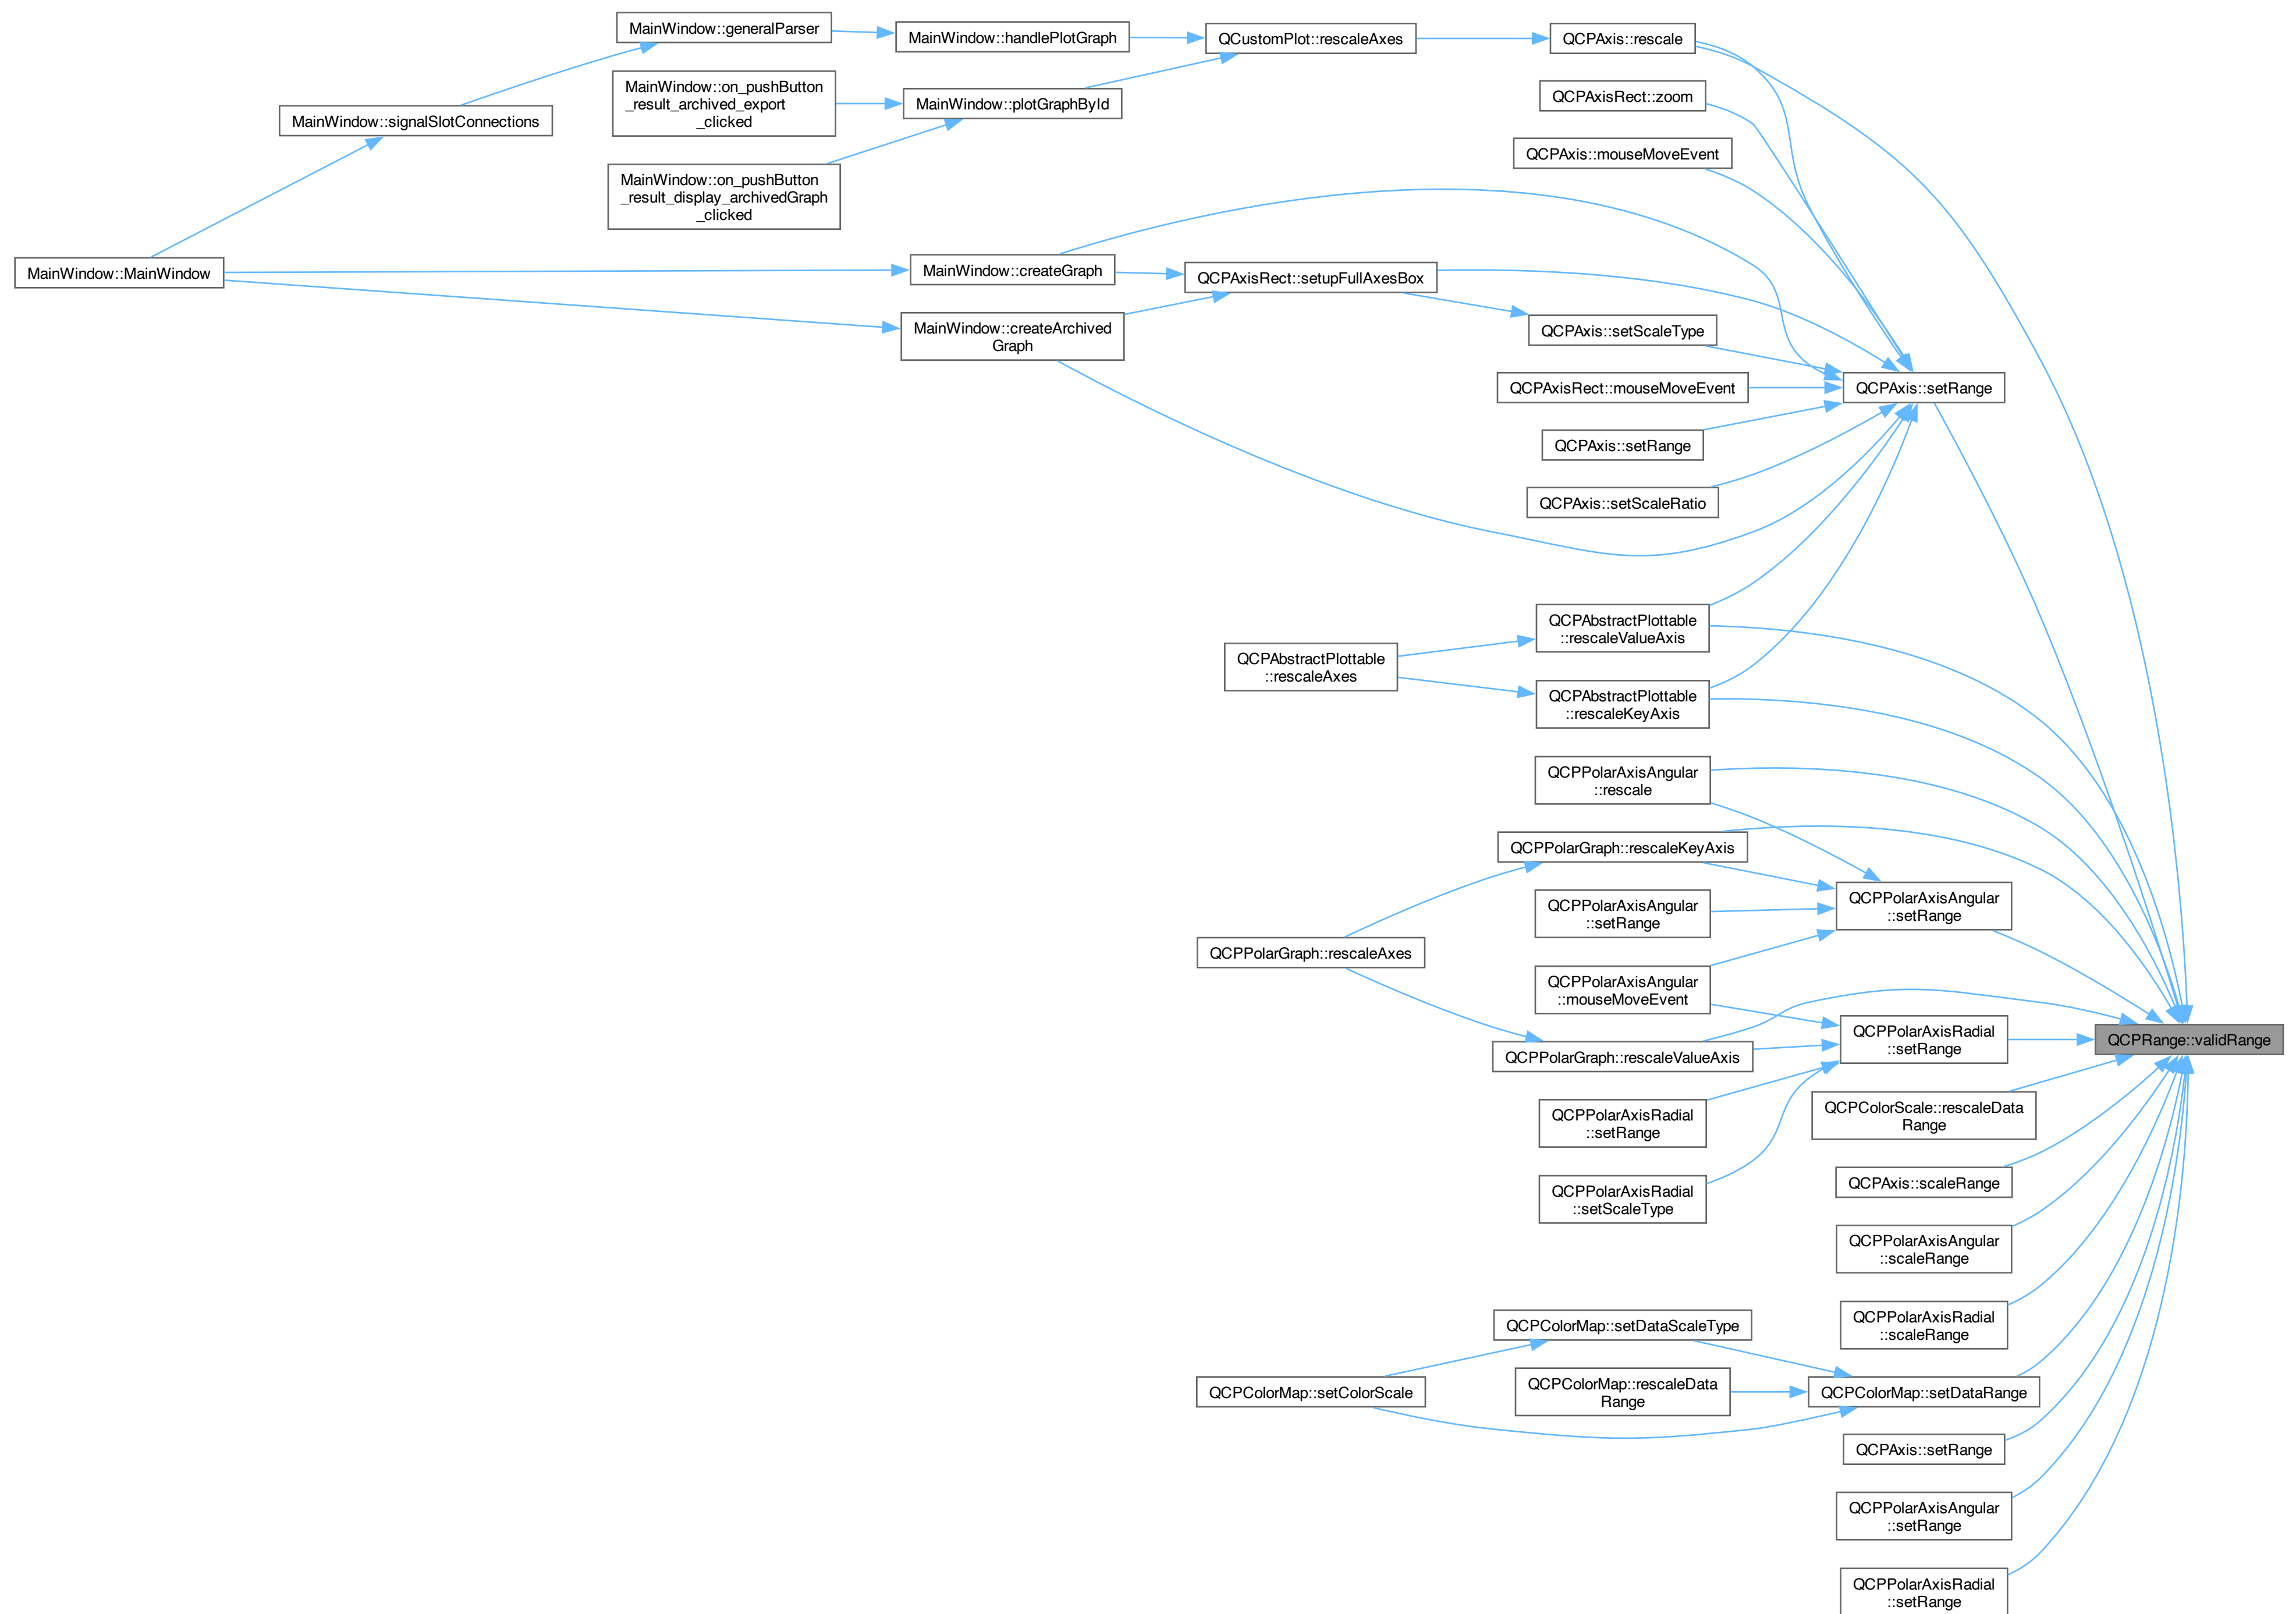 MainWindow::generalParser
MainWindow::handlePlotGraph
QCustomPlot::rescaleAxes
QCPAxis::rescale
MainWindow::on_pushButton
_result_archived_export
_clicked
MainWindow::plotGraphById
QCPAxisRect::zoom
MainWindow::signalSlotConnections
QCPAxis::mouseMoveEvent
MainWindow::on_pushButton
_result_display_archivedGraph
_clicked
MainWindow::MainWindow
MainWindow::createGraph
QCPAxisRect::setupFullAxesBox
MainWindow::createArchived
Graph
QCPAxis::setScaleType
QCPAxisRect::mouseMoveEvent
QCPAxis::setRange
QCPAxis::setRange
QCPAxis::setScaleRatio
QCPAbstractPlottable
::rescaleValueAxis
QCPAbstractPlottable
::rescaleAxes
QCPAbstractPlottable
::rescaleKeyAxis
QCPPolarAxisAngular
::rescale
QCPPolarGraph::rescaleKeyAxis
QCPPolarAxisAngular
::setRange
QCPPolarAxisAngular
::setRange
QCPPolarGraph::rescaleAxes
QCPPolarAxisAngular
::mouseMoveEvent
QCPPolarAxisRadial
::setRange
QCPRange::validRange
QCPPolarGraph::rescaleValueAxis
QCPColorScale::rescaleData
Range
QCPPolarAxisRadial
::setRange
QCPAxis::scaleRange
QCPPolarAxisRadial
::setScaleType
QCPPolarAxisAngular
::scaleRange
QCPPolarAxisRadial
::scaleRange
QCPColorMap::setDataScaleType
QCPColorMap::setColorScale
QCPColorMap::rescaleData
Range
QCPColorMap::setDataRange
QCPAxis::setRange
QCPPolarAxisAngular
::setRange
QCPPolarAxisRadial
::setRange